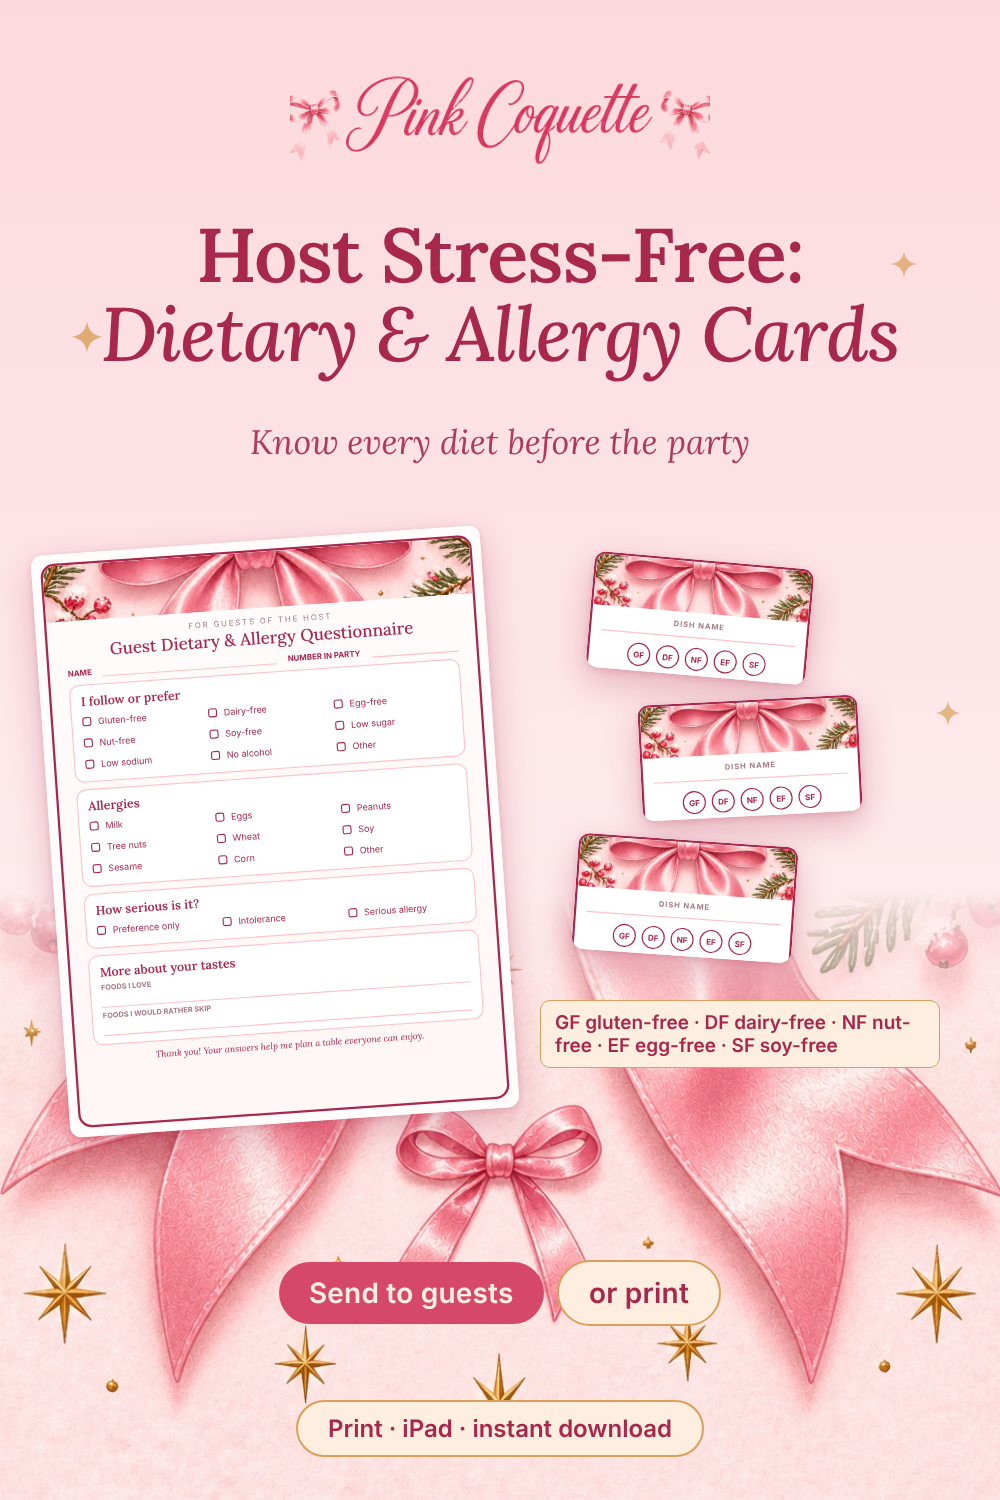 Pink Coquette
Host Stress-Free:
Dietary & Allergy Cards
Know every diet before the party
FOR GUESTS OF THE HOST
Guest Dietary & Allergy Questionnaire
NAME NUMBER IN PARTY
I follow or prefer
Gluten-free Dairy-free Egg-free
Nut-free Soy-free Low sugar
Low sodium No alcohol Other
Allergies
Milk Eggs Peanuts
Tree nuts Wheat Soy
Sesame Corn Other
How serious is it?
Preference only Intolerance Serious allergy
More about your tastes
FOODS I LOVE
FOODS I WOULD RATHER SKIP
Thank you! Your answers help me plan a table everyone can enjoy.
DISH NAME
GF DF NF EF SF
DISH NAME
GF DF NF EF SF
DISH NAME
GF DF NF EF SF
GF gluten-free · DF dairy-free · NF nut-
free · EF egg-free · SF soy-free
Send to guests or print
Print · iPad · instant download